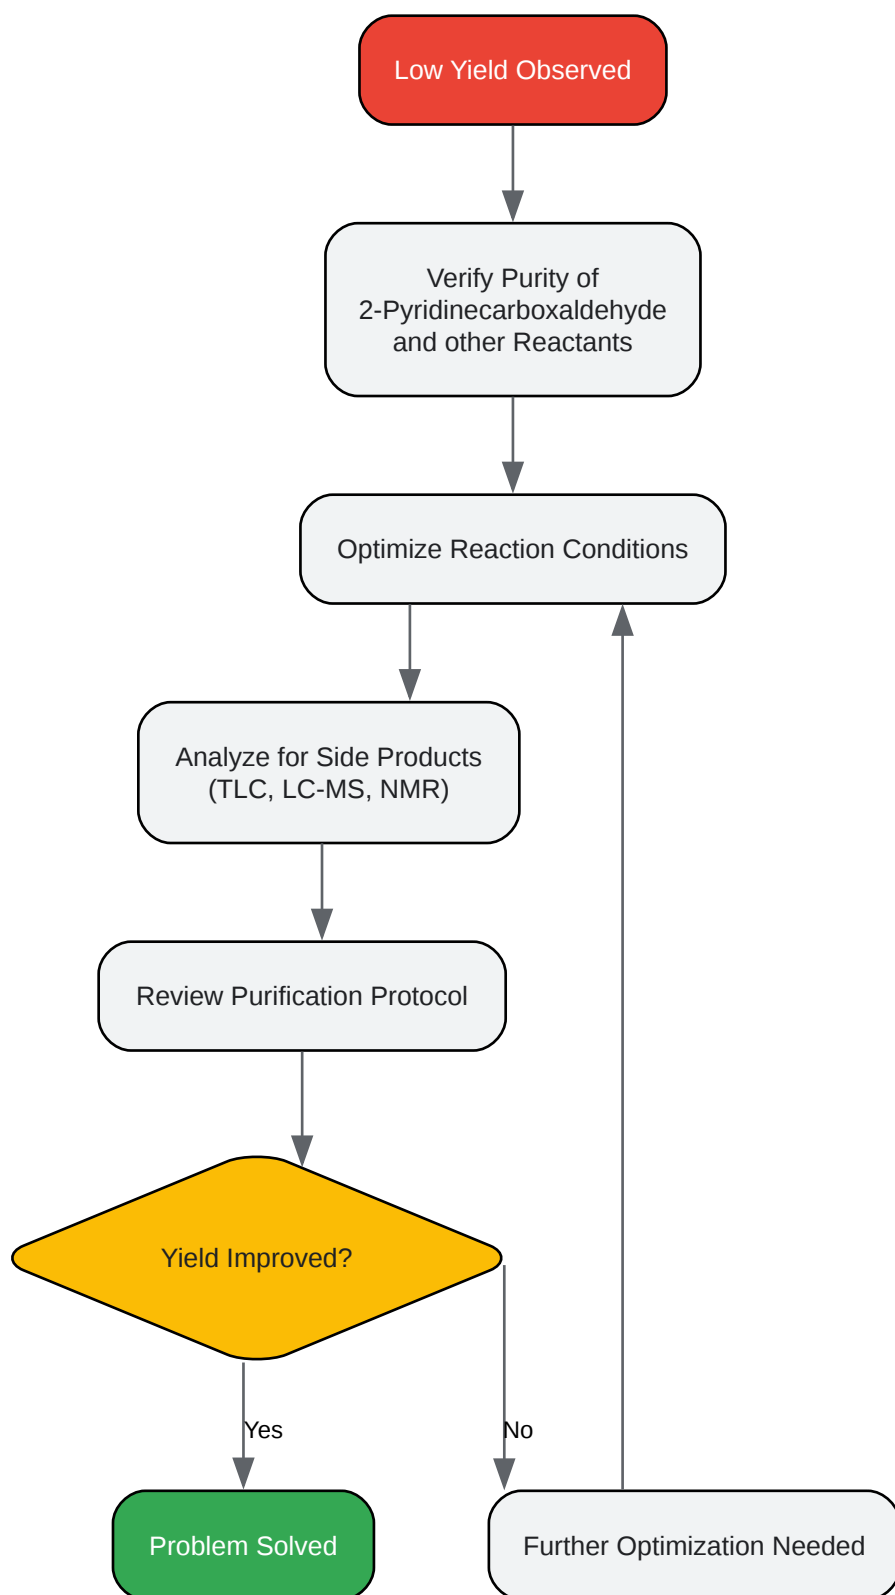 Low Yield Observed
Verify Purity of
2-Pyridinecarboxaldehyde
and other Reactants
Optimize Reaction Conditions
Analyze for Side Products
(TLC, LC-MS, NMR)
Review Purification Protocol
Yield Improved?
Yes
No
Problem Solved
Further Optimization Needed